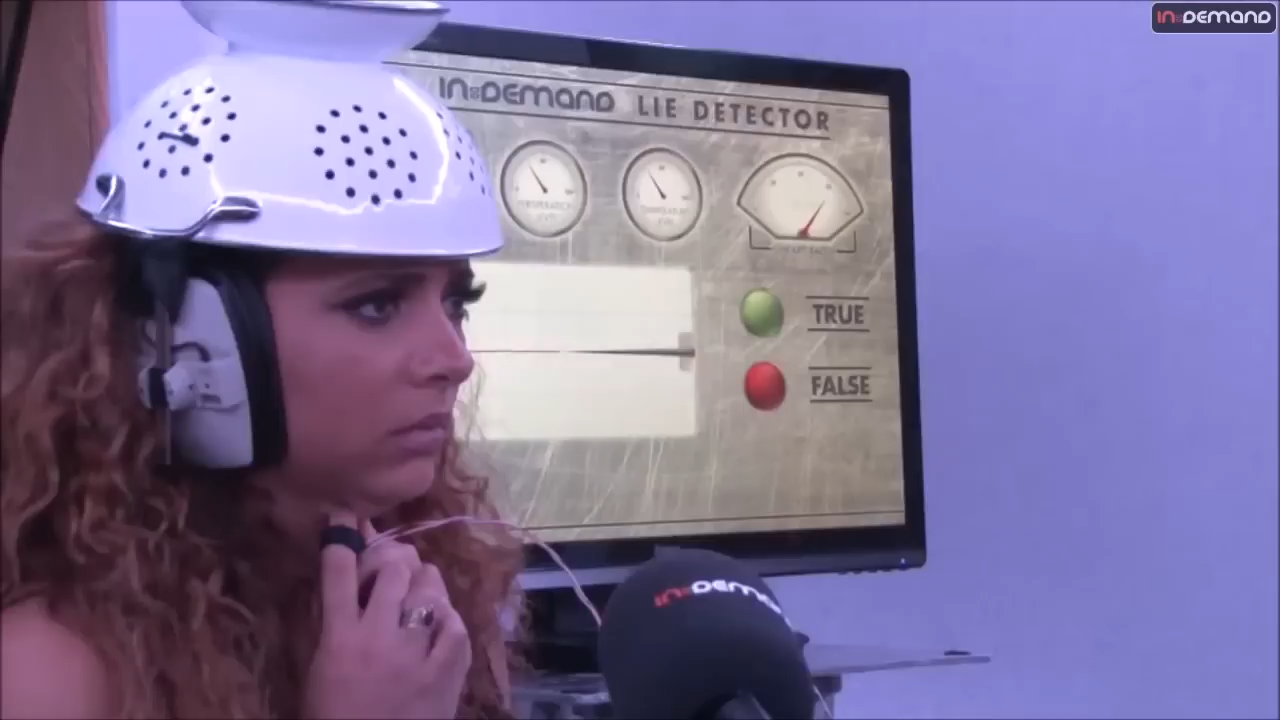 IN:DEMAND
IN:DEMAND LIE DETECTOR
TRUE
FALSE
IN:DEMAND